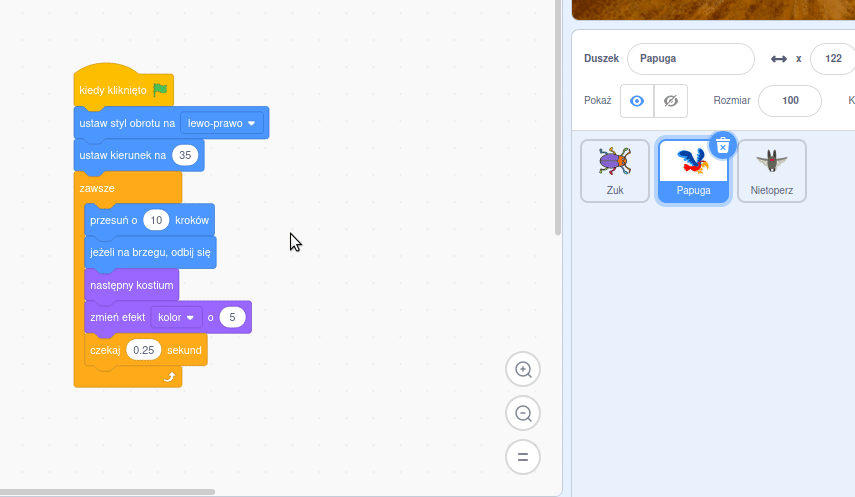 kiedy kliknięto
ustaw styl obrotu na lewo-prawo
ustaw kierunek na 35
zawsze
przesuń o 10 kroków
jeżeli na brzegu, odbij się
następny kostium
zmień efekt kolor o 5
czekaj 0.25 sekund
Duszek Papuga x 122
Pokaż Rozmiar 100 K
Zuk Papuga Nietoperz